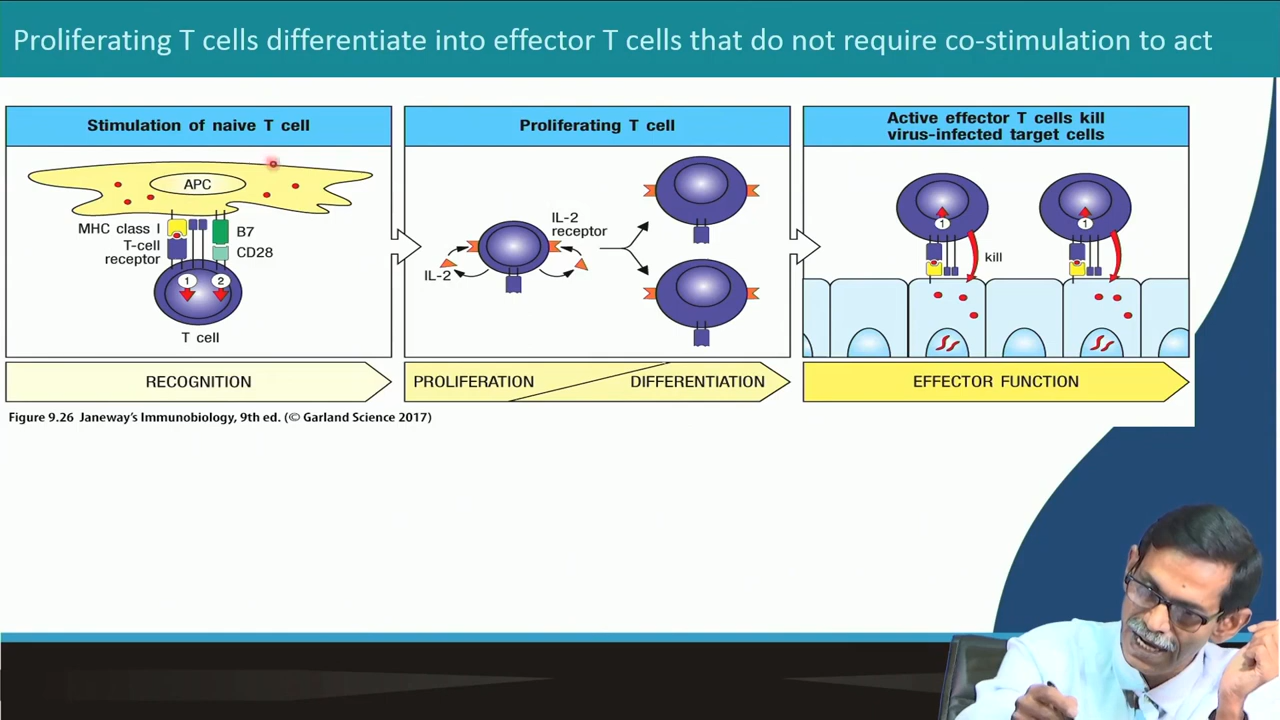 Proliferating T cells differentiate into effector T cells that do not require co-stimulation to act
Stimulation of naive T cell
APC
MHC class I
T-cell
receptor
B7
CD28
1
2
T cell
RECOGNITION
Proliferating T cell
IL-2
receptor
IL-2
PROLIFERATION
DIFFERENTIATION
Active effector T cells kill
virus-infected target cells
1
1
kill
EFFECTOR FUNCTION
Figure 9.26 Janeway's Immunobiology, 9th ed. (© Garland Science 2017)